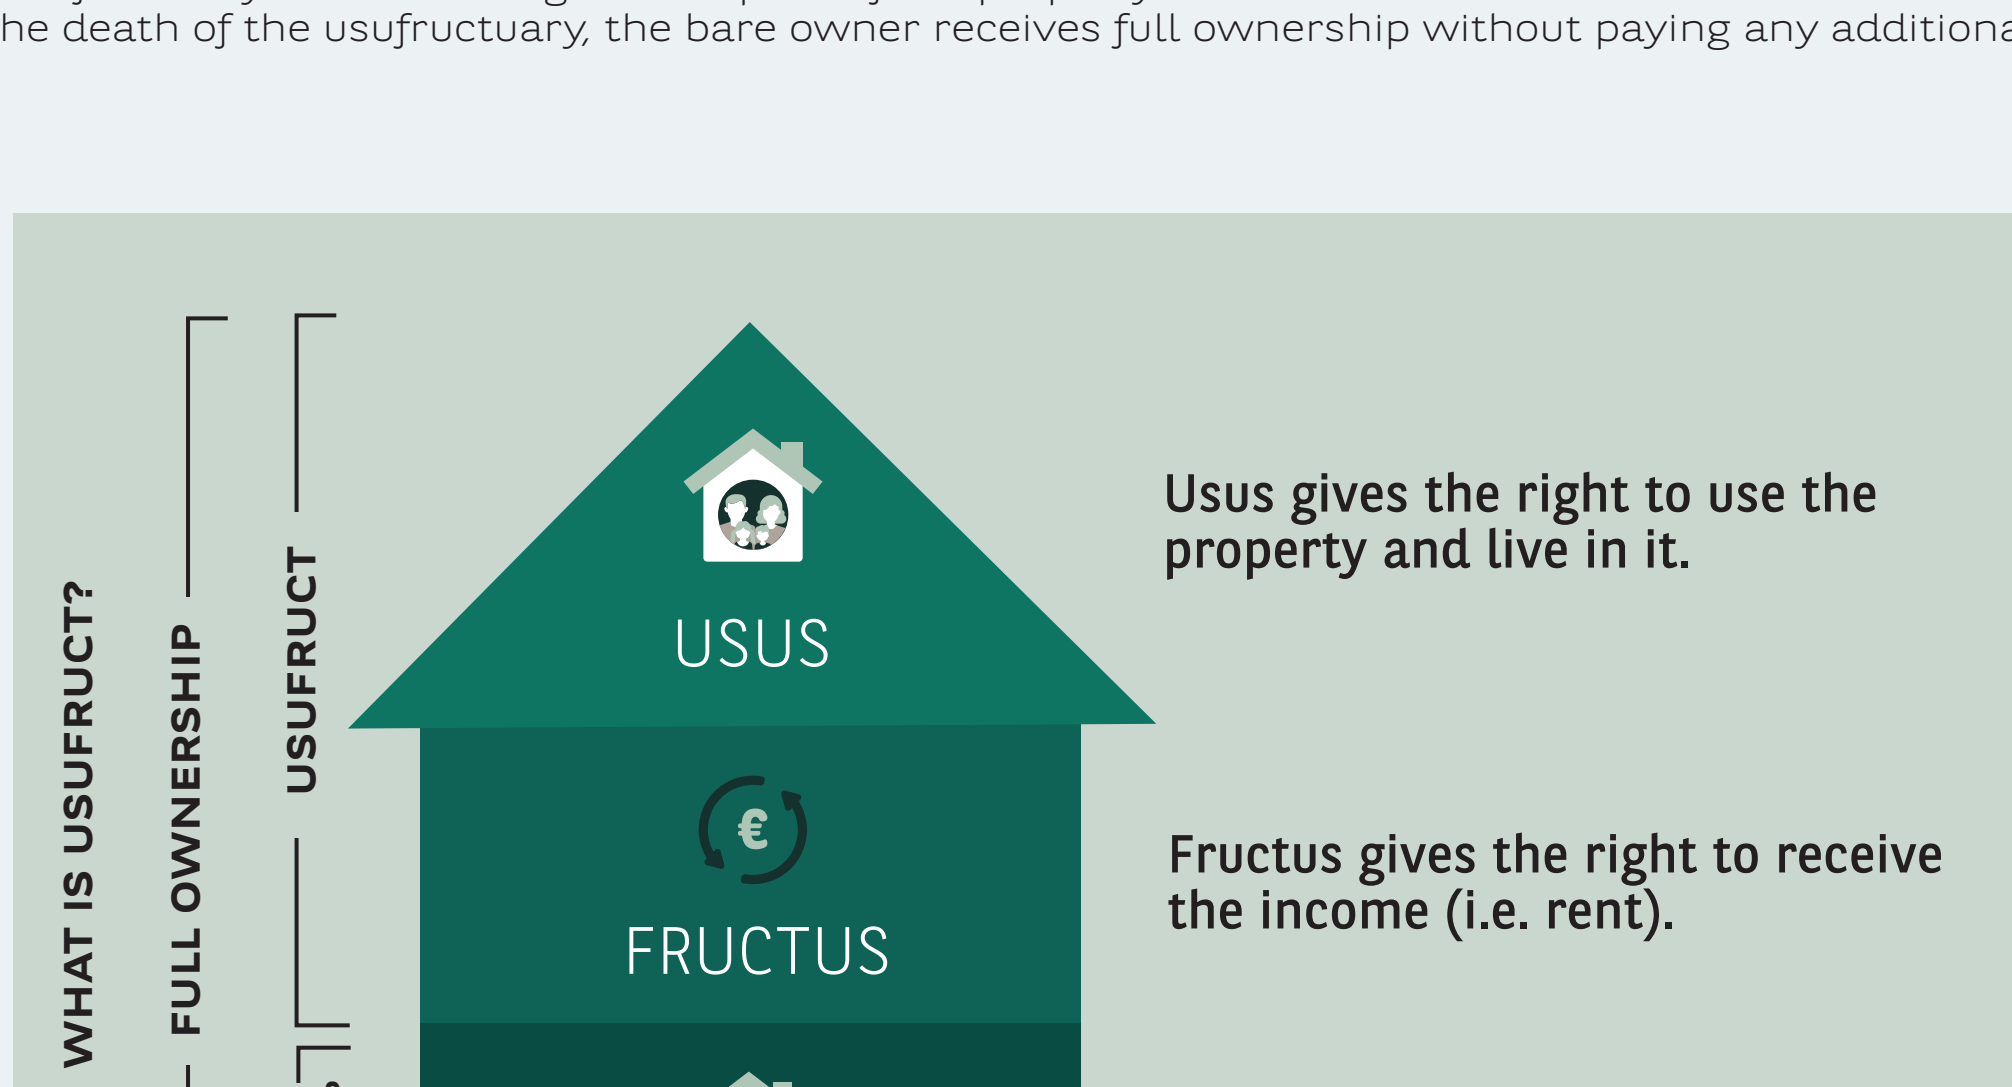 he death of the usufructuary, the bare owner receives full ownership without paying any
WHAT IS USUFRUCT?
FULL OWNERSHIP
USUFRUCT
USUS
Usus gives the right to use the
property and live in it.
€
FRUCTUS
Fructus gives the right to receive
the income (i.e. rent).